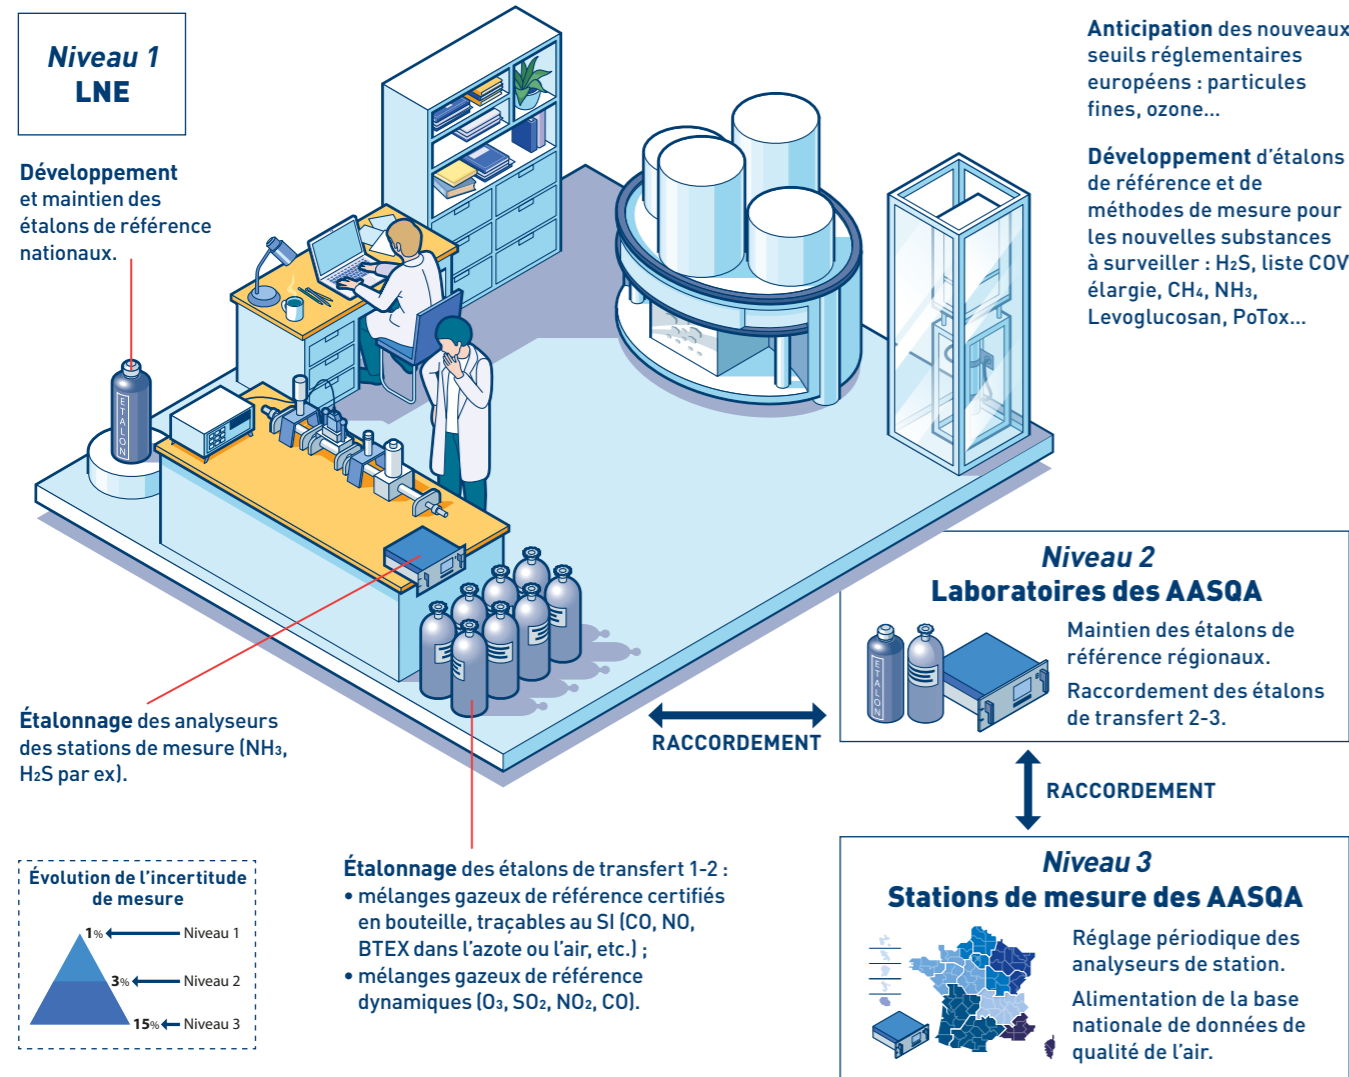 Niveau 1
LNE
Développement
et maintien des
étalons de référence
nationaux.
Anticipation des nouveaux
seuils réglementaires
européens : particules
fines, ozone...
Développement d'étalons
de référence et de
méthodes de mesure pour
les nouvelles substances
à surveiller : H₂S, liste COV
élargie, CH₄, NH₃,
Levoglucosan, PoTox...
ETALON
Étalonnage des analyseurs
des stations de mesure (NH₃,
H₂S par ex).
Étalonnage des étalons de transfert 1-2 :
• mélanges gazeux de référence certifiés
en bouteille, traçables au SI (CO, NO,
BTEX dans l'azote ou l'air, etc.) ;
• mélanges gazeux de référence
dynamiques (O₃, SO₂, NO₂, CO).
RACCORDEMENT
Niveau 2
Laboratoires des AASQA
ETALON
Maintien des étalons de
référence régionaux.
Raccordement des étalons
de transfert 2-3.
RACCORDEMENT
Niveau 3
Stations de mesure des AASQA
Réglage périodique des
analyseurs de station.
Alimentation de la base
nationale de données de
qualité de l'air.
Évolution de l'incertitude
de mesure
1% Niveau 1
3% Niveau 2
15% Niveau 3